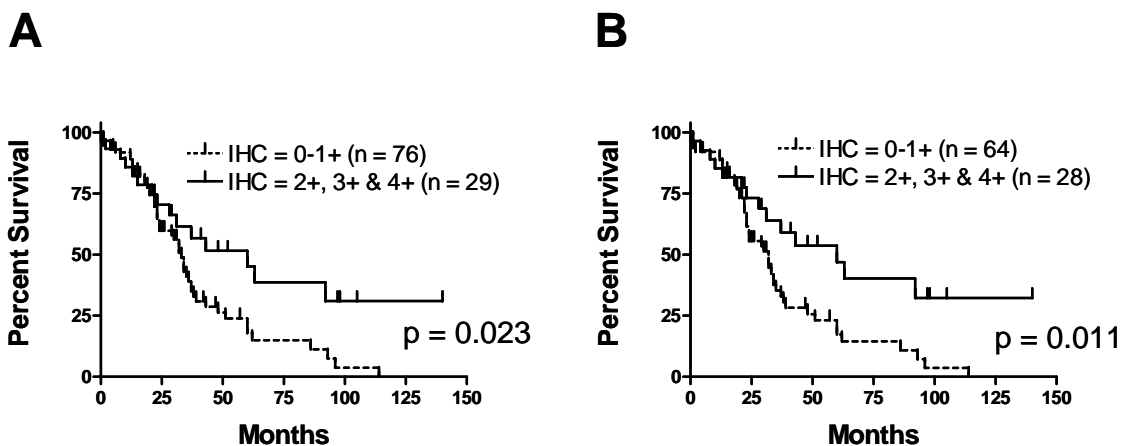 A
Percent Survival
100
75
50
25
0
IHC = 0-1+ (n = 76)
IHC = 2+, 3+ & 4+ (n = 29)
p = 0.023
0 25 50 75 100 125 150
Months
B
Percent Survival
100
75
50
25
0
IHC = 0-1+ (n = 64)
IHC = 2+, 3+ & 4+ (n = 28)
p = 0.011
0 25 50 75 100 125 150
Months